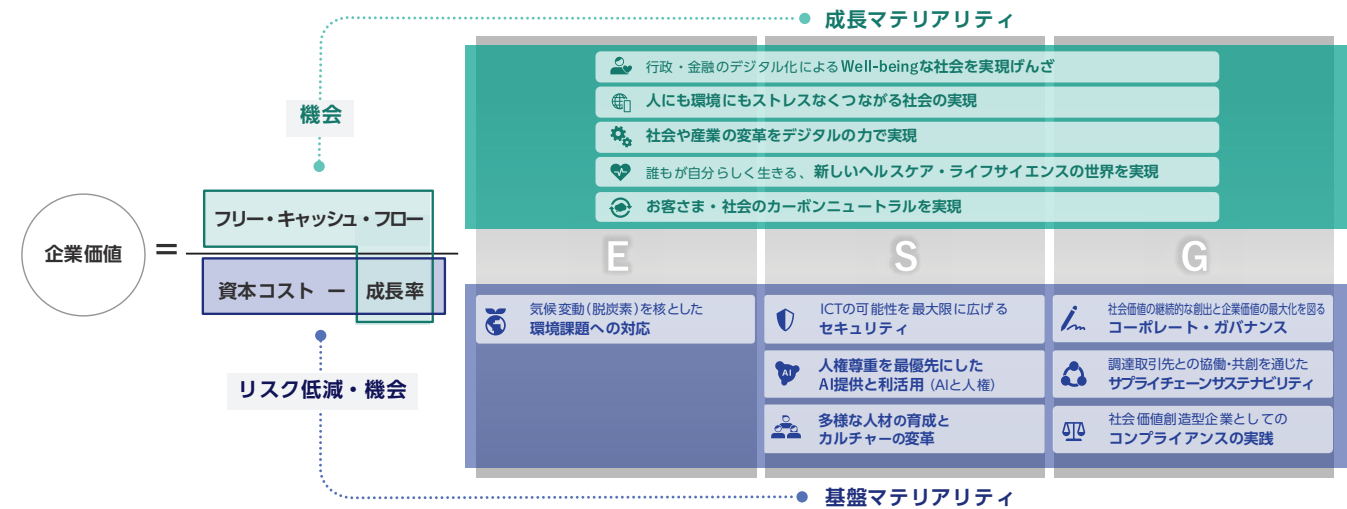 成長マテリアリティ
機会
行政・金融のデジタル化によるWell-beingな社会を実現げんざ
人にも環境にもストレスなくつながる社会の実現
社会や産業の変革をデジタルの力で実現
誰もが自分らしく生きる、新しいヘルスケア・ライフサイエンスの世界を実現
お客さま・社会のカーボンニュートラルを実現
企業価値
=
フリー・キャッシュ・フロー
資本コスト ー 成長率
E
S
G
気候変動(脱炭素)を核とした
環境課題への対応
ICTの可能性を最大限に広げる
セキュリティ
人権尊重を最優先にした
AI
AI提供と利活用(AIと人権)
多様な人材の育成と
カルチャーの変革
社会価値の継続的な創出と企業価値の最大化を図る
コーポレート・ガバナンス
調達取引先との協働・共創を通じた
サプライチェーンサステナビリティ
社会価値創造型企業としての
コンプライアンスの実践
リスク低減・機会
基盤マテリアリティ